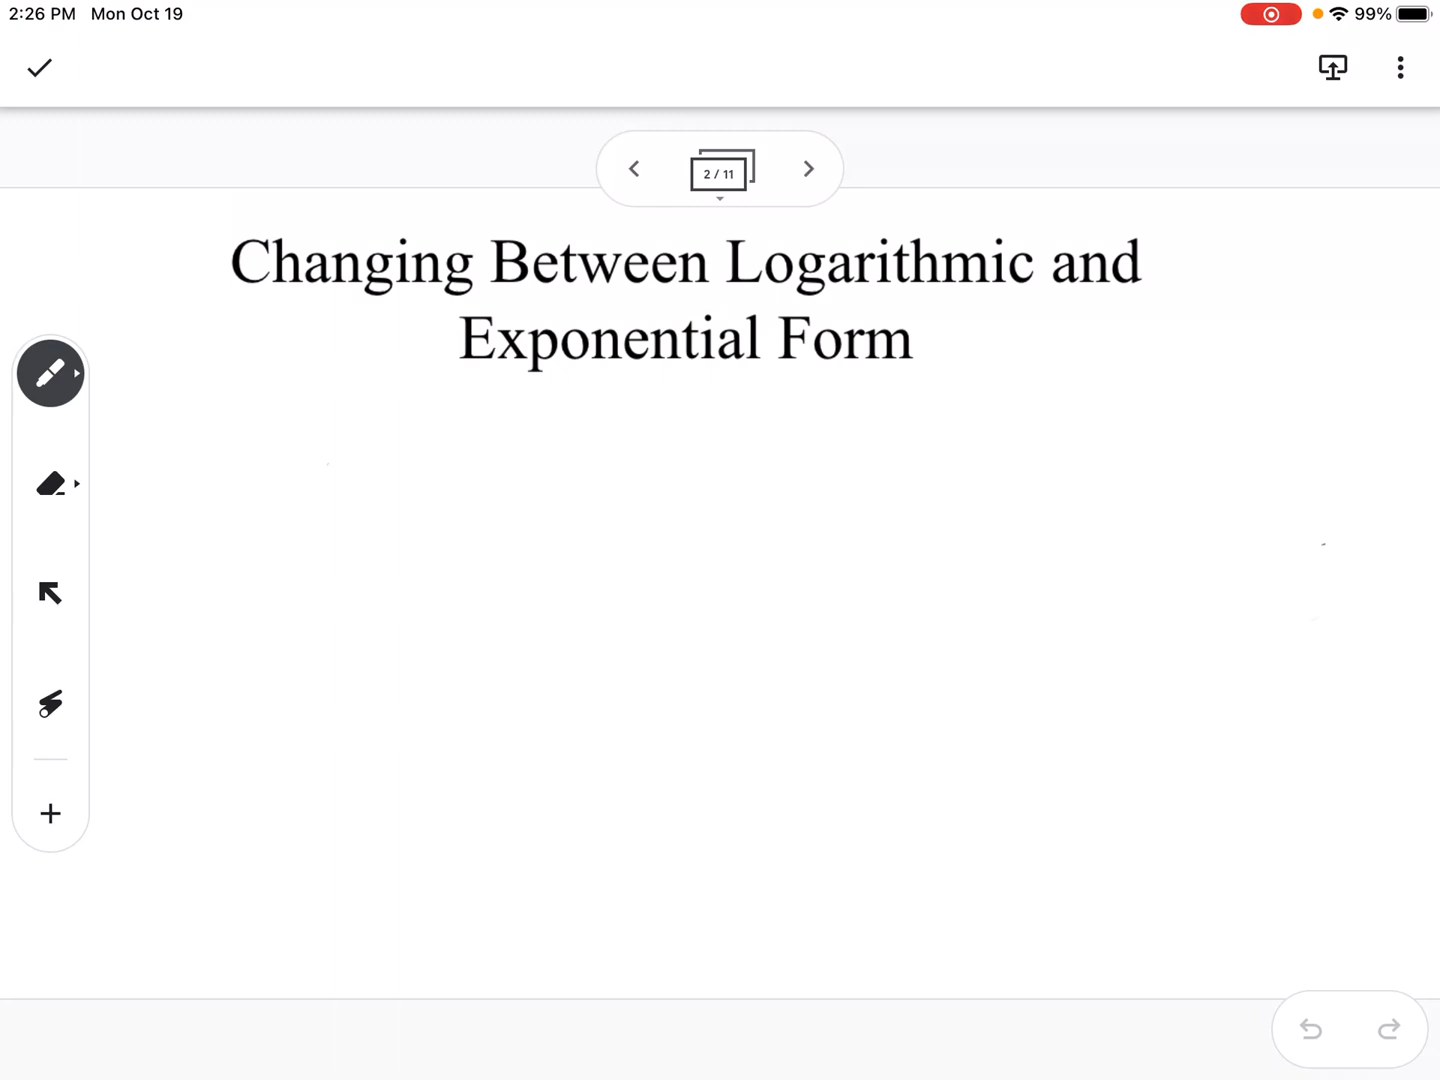 2:26 PM Mon Oct 19
99%
2 / 11
Changing Between Logarithmic and
Exponential Form